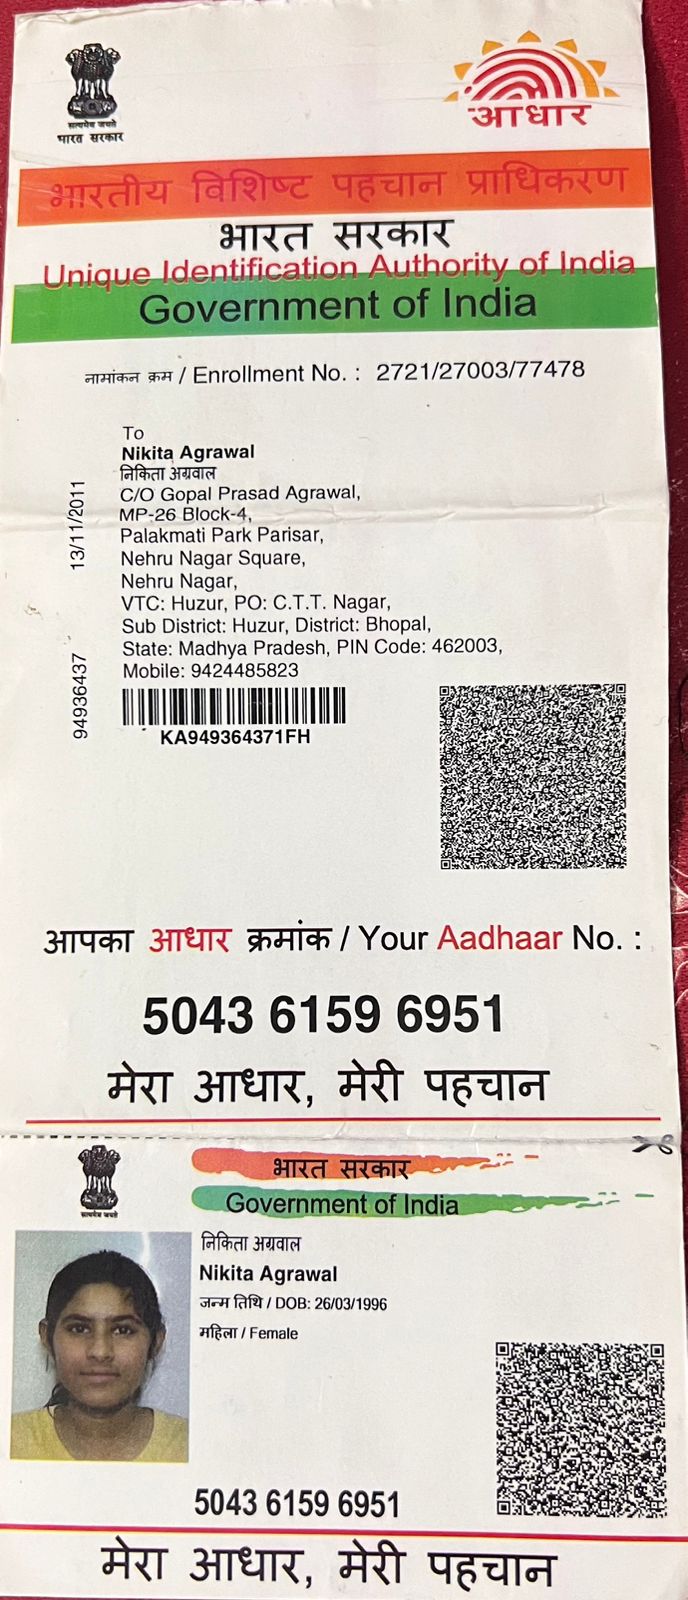 सत्यमेव जयते
भारत सरकार
आधार
भारतीय विशिष्ट पहचान प्राधिकरण
भारत सरकार
Unique Identification Authority of India
Government of India
नामांकन क्रम / Enrollment No. : 2721/27003/77478
To
Nikita Agrawal
निकिता अग्रवाल
C/O Gopal Prasad Agrawal,
MP-26 Block-4,
Palakmati Park Parisar,
Nehru Nagar Square,
Nehru Nagar,
VTC: Huzur, PO: C.T.T. Nagar,
Sub District: Huzur, District: Bhopal,
State: Madhya Pradesh, PIN Code: 462003,
Mobile: 9424485823
13/11/2011
94936437
KA949364371FH
आपका आधार क्रमांक / Your Aadhaar No. :
5043 6159 6951
मेरा आधार, मेरी पहचान
सत्यमेव जयते
भारत सरकार
Government of India
निकिता अग्रवाल
Nikita Agrawal
जन्म तिथि / DOB: 26/03/1996
महिला / Female
5043 6159 6951
मेरा आधार, मेरी पहचान